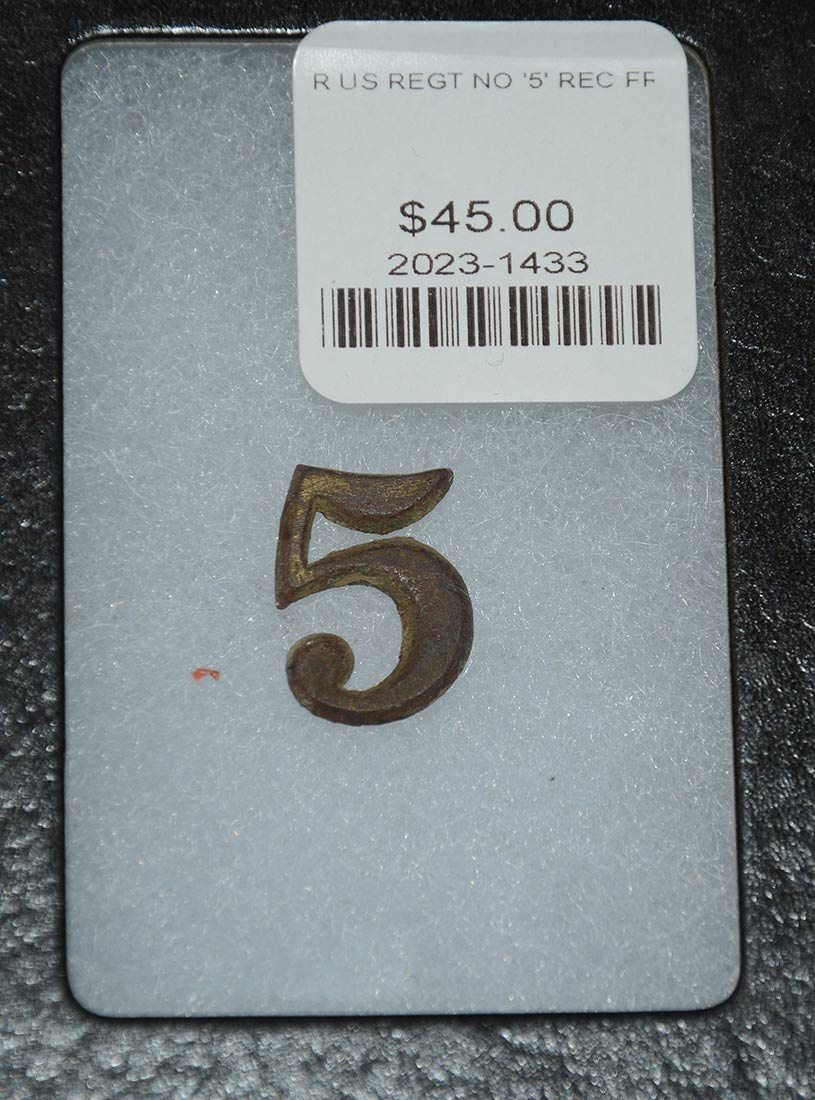 R US REGT NO '5' REC FF
$45.00
2023-1433
5